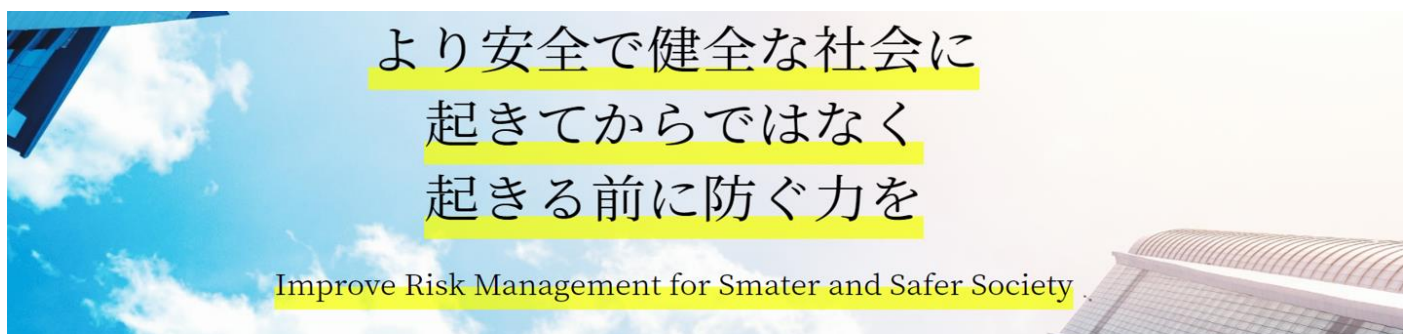 より安全で健全な社会に
起きてからではなく
起きる前に防ぐ力を
Improve Risk Management for Smater and Safer Society